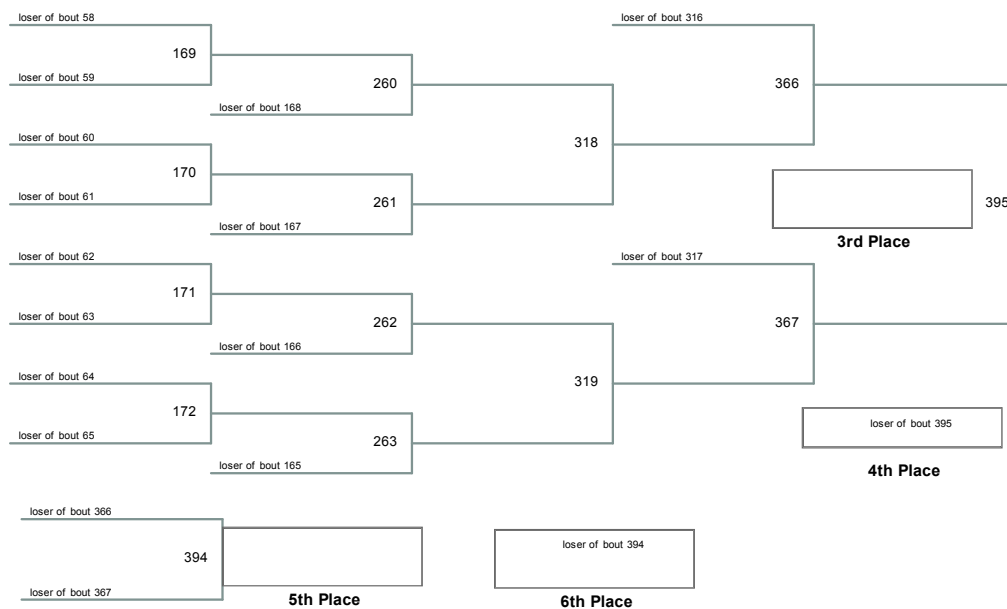 loser of bout 58
loser of bout 316
169
366
loser of bout 59
260
loser of bout 168
loser of bout 60
318
170
loser of bout 61
261
395
loser of bout 167
3rd Place
loser of bout 62
loser of bout 317
171
loser of bout 63
262
367
loser of bout 166
loser of bout 64
319
172
loser of bout 395
loser of bout 65
263
loser of bout 165
4th Place
loser of bout 366
loser of bout 394
394
loser of bout 367
5th Place
6th Place